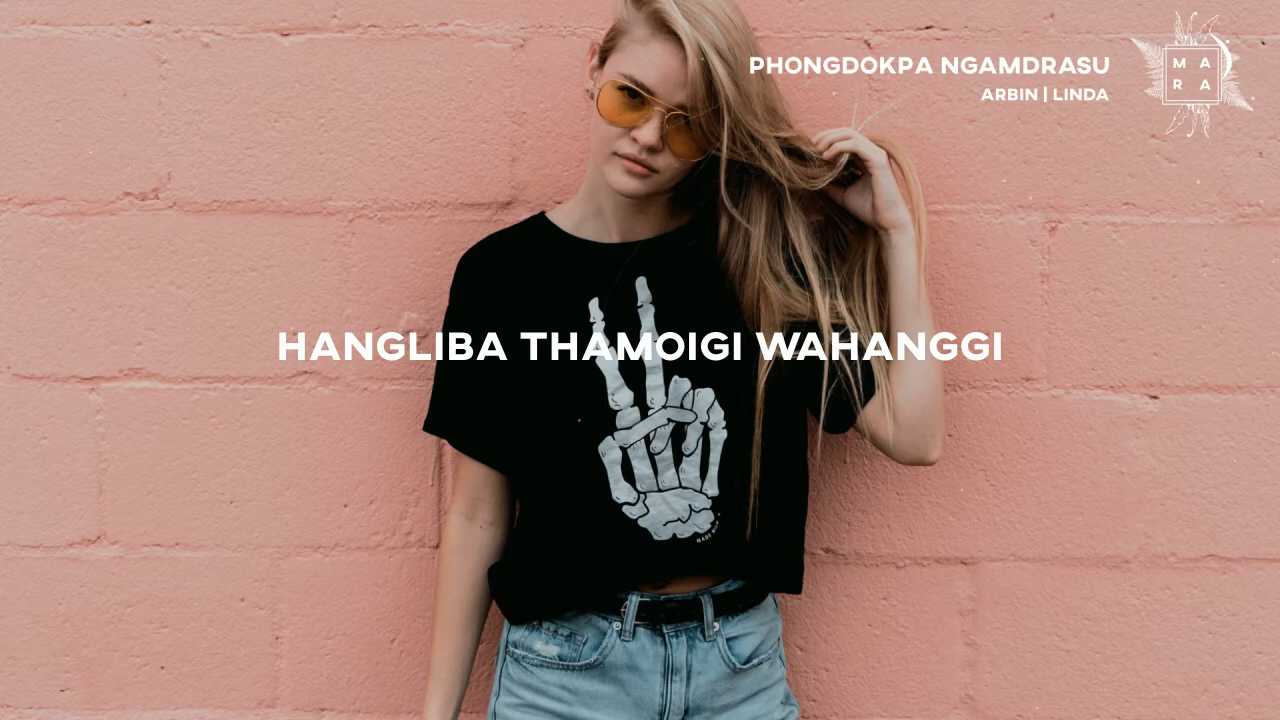 PHONGDOKPA NGAMDRASU
ARBIN | LINDA
M A
R A
HANGLIBA THAMOIGI WAHANGGI